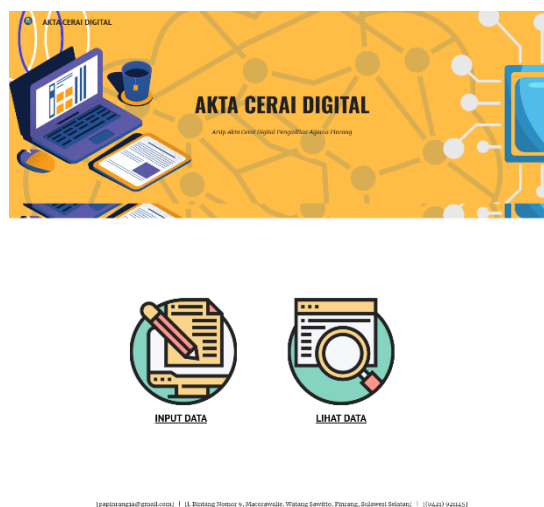 AKTA CERAI DIGITAL
AKTA CERAI DIGITAL
Arsip Akta Cerai Digital Pengadilan Agama Pinrang
INPUT DATA
LIHAT DATA
[papinrang1a@gmail.com] | [Jl. Bintang Nomor 9, Macorawalie, Watang Sawitto, Pinrang, Sulawesi Selatan] | [(0421) 921145]